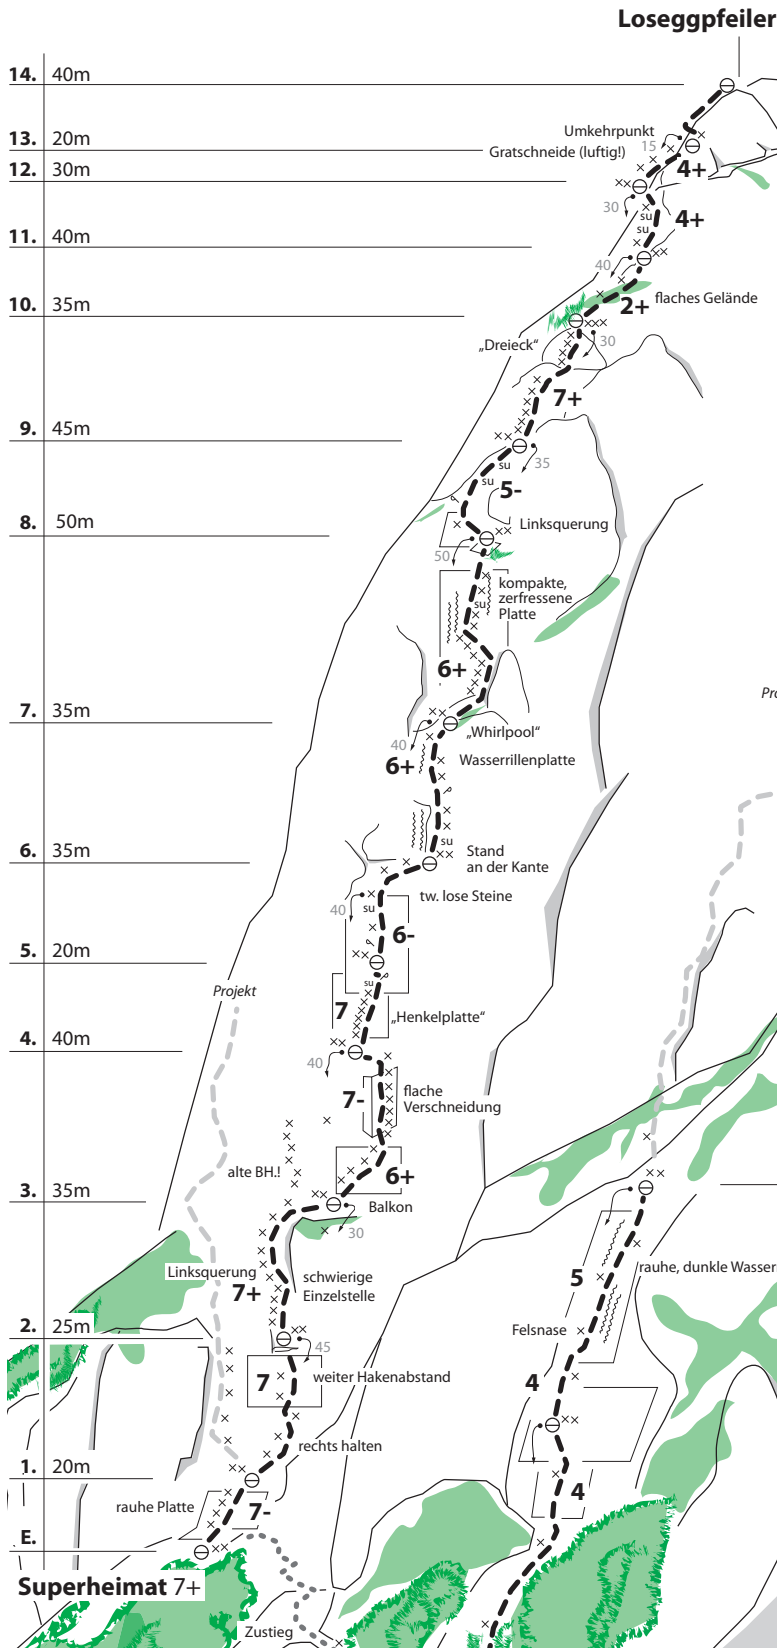 Loseggpfeiler
14. 40m
Umkehrpunkt
15
13. 20m
Gratschneide (luftig!)
4+
12. 30m
30
su
4+
su
11. 40m
40
flaches Gelände
2+
10. 35m
„Dreieck“
30
7+
9. 45m
35
su
su
5-
Linksquerung
8. 50m
50
kompakte,
zerfressene
Platte
su
6+
Pro
7. 35m
„Whirlpool“
40
6+
Wasserrillenplatte
su
6. 35m
Stand
an der Kante
tw. lose Steine
40
su
6-
5. 20m
su
Projekt
7
„Henkelplatte“
4. 40m
40
7-
flache
Verschneidung
alte BH.!
6+
3. 35m
Balkon
30
Linksquerung
7+
schwierige
Einzelstelle
5
rauhe, dunkle Wasser
2. 25m
Felsnase
45
7
weiter Hakenabstand
4
rechts halten
1. 20m
4
rauhe Platte
7-
E.
Superheimat 7+
Zustieg